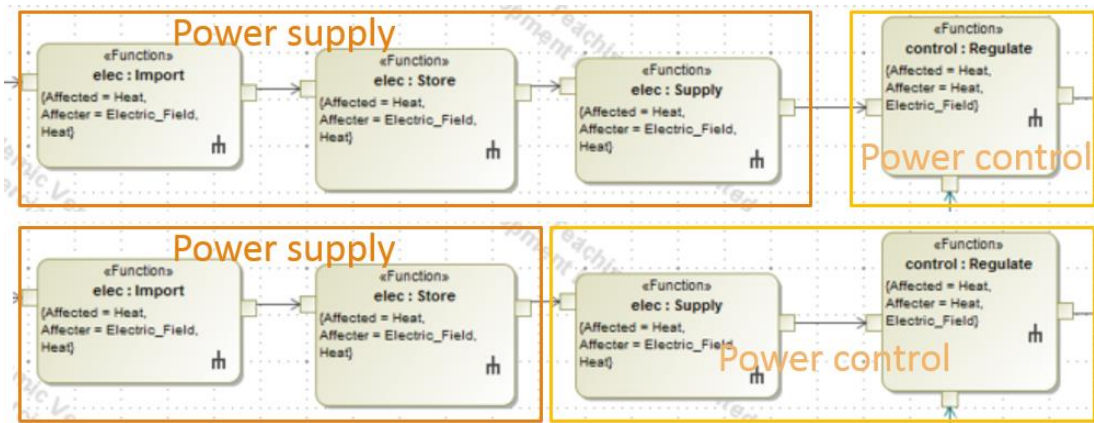 Power supply
«Function»
elec : Import
{Affected = Heat,
Affecter = Electric_Field,
Heat}
«Function»
elec : Store
{Affected = Heat,
Affecter = Electric_Field,
Heat}
«Function»
elec : Supply
{Affected = Heat,
Affecter = Electric_Field,
Heat}
«Function»
control : Regulate
{Affected = Heat,
Affecter = Heat,
Electric_Field}
Power control
Power supply
«Function»
elec : Import
{Affected = Heat,
Affecter = Electric_Field,
Heat}
«Function»
elec : Store
{Affected = Heat,
Affecter = Electric_Field,
Heat}
«Function»
elec : Supply
{Affected = Heat,
Affecter = Electric_Field,
Heat}
«Function»
control : Regulate
{Affected = Heat,
Affecter = Heat,
Electric_Field}
Power control